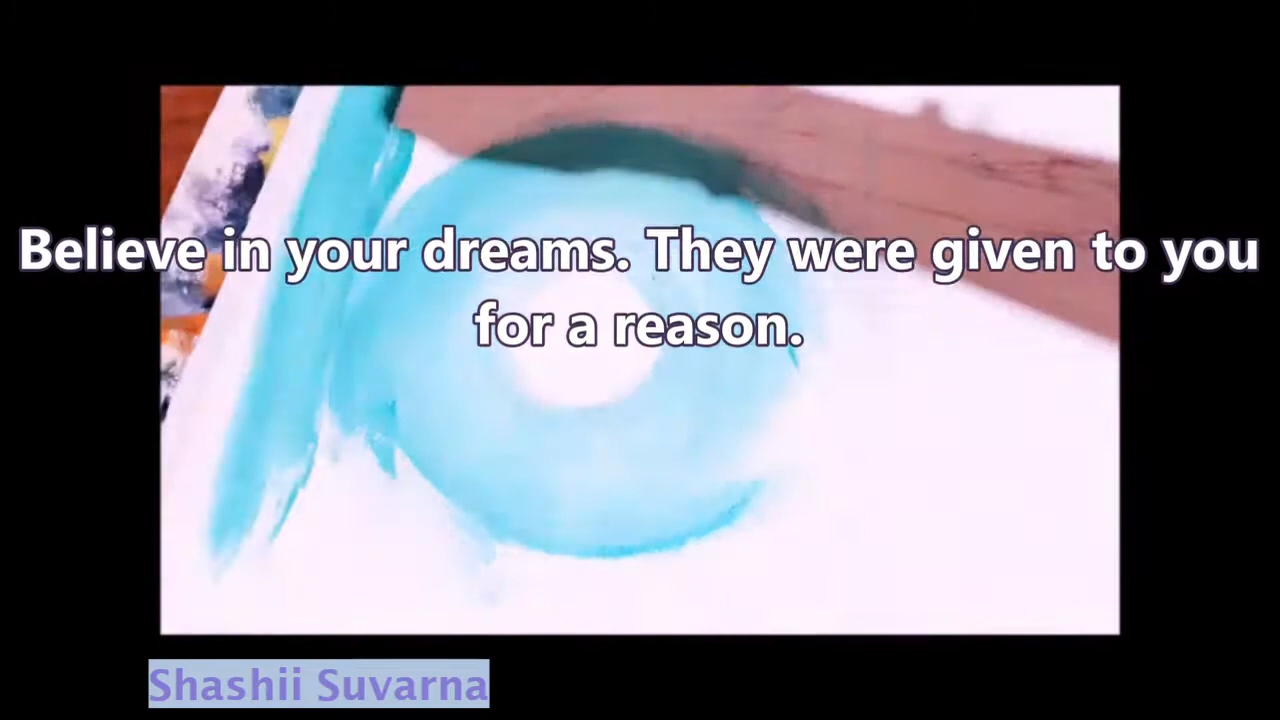 Believe in your dreams. They were given to you
for a reason.
Shashii Suvarna